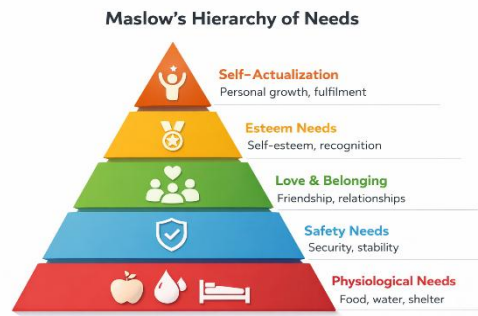 Maslow's Hierarchy of Needs
Self-Actualization
Personal growth, fulfilment
Esteem Needs
Self-esteem, recognition
Love & Belonging
Friendship, relationships
Safety Needs
Security, stability
Physiological Needs
Food, water, shelter